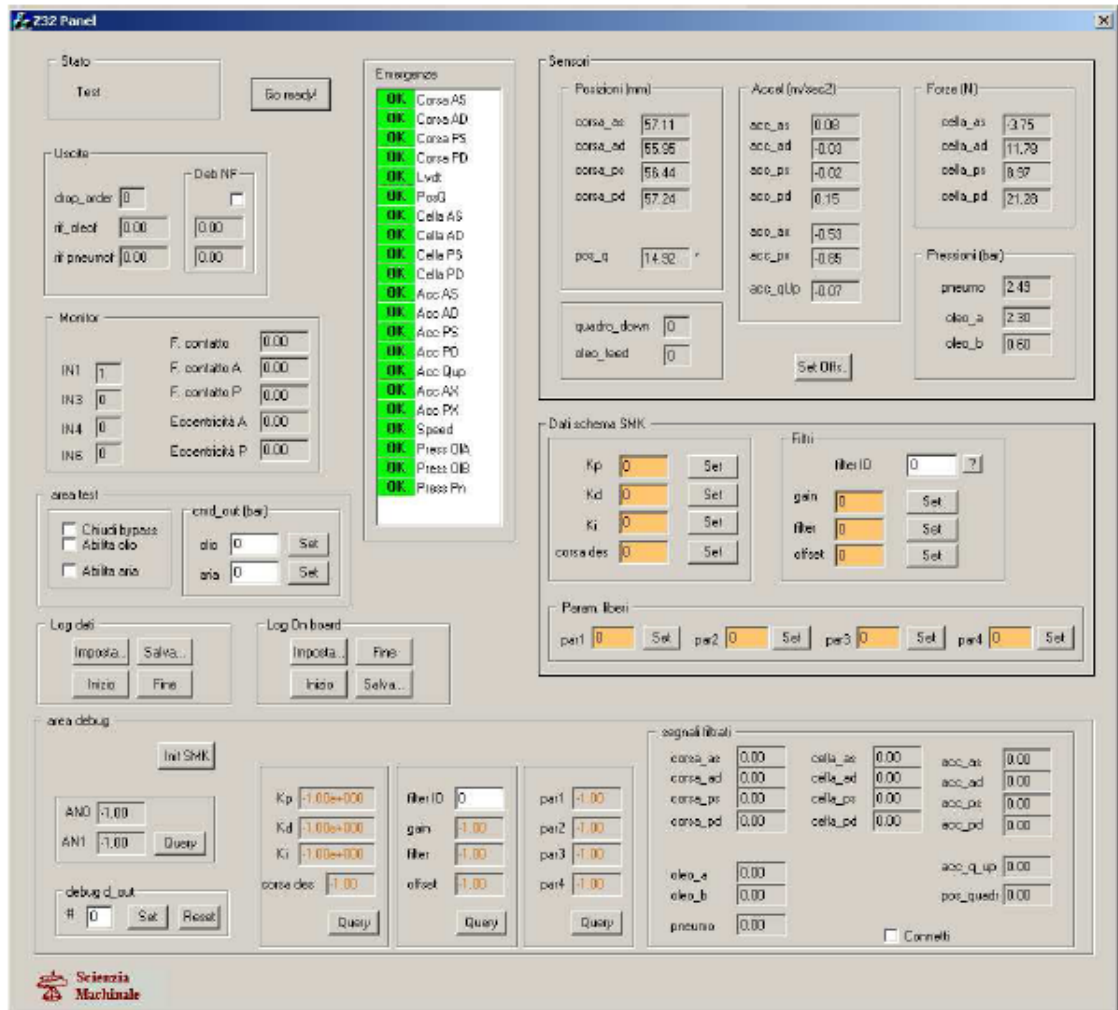 Z32 Panel
Stato
Test
Go ready!
Uscite
Deb NF
drop_order 0
rif_oleof 0.00 0.00
rif pneumof 0.00 0.00
Monitor
IN1 1
IN3 0
IN4 0
IN6 0
F. contatto 0.00
F. contatto A 0.00
F. contatto P 0.00
Eccentricità A 0.00
Eccentricità P 0.00
area test
Chiudi bypass
Abilita olio
Abilita aria
cmd_out (bar)
olio 0 Set
aria 0 Set
Log dati
Imposta... Salva...
Inizio Fine
Log On board
Imposta... Fine
Inizio Salva...
Emergenze
OK Corsa AS
OK Corsa AD
OK Corsa PS
OK Corsa PD
OK Lvdt
OK PosQ
OK Cella AS
OK Cella AD
OK Cella PS
OK Cella PD
OK Acc AS
OK Acc AD
OK Acc PS
OK Acc PD
OK Acc Qup
OK Acc AX
OK Acc PX
OK Speed
OK Press OlA
OK Press OlB
OK Press Pn
Sensori
Posizioni (mm)
corsa_as 57.11
corsa_ad 55.95
corsa_ps 56.44
corsa_pd 57.24
pos_q 14.92 °
quadro_down 0
oleo_feed 0
Accel (m/sec2)
acc_as 0.08
acc_ad -0.03
acc_ps -0.02
acc_pd 0.15
acc_ax -0.53
acc_px -0.65
acc_qUp -0.07
Set Offs..
Forze (N)
cella_as -3.75
cella_ad 11.78
cella_ps 8.97
cella_pd 21.28
Pressioni (bar)
pneumo 2.49
oleo_a 2.30
oleo_b 0.60
Dati schema SMK
Kp 0 Set
Kd 0 Set
Ki 0 Set
corsa des 0 Set
Filtri
filter ID 0 ?
gain 0 Set
filter 0 Set
offset 0 Set
Param. liberi
par1 0 Set par2 0 Set par3 0 Set par4 0 Set
area debug
Init SMK
AN0 -1.00
AN1 -1.00 Query
debug d_out
# 0 Set Reset
Kp -1.00e+000
Kd -1.00e+000
Ki -1.00e+000
corsa des -1.00
Query
filter ID 0
gain -1.00
filter -1.00
offset -1.00
Query
par1 -1.00
par2 -1.00
par3 -1.00
par4 -1.00
Query
segnali filtrati
corsa_as 0.00 cella_as 0.00 acc_as 0.00
corsa_ad 0.00 cella_ad 0.00 acc_ad 0.00
corsa_ps 0.00 cella_ps 0.00 acc_ps 0.00
corsa_pd 0.00 cella_pd 0.00 acc_pd 0.00
oleo_a 0.00 acc_q_up 0.00
oleo_b 0.00 pos_quadr 0.00
pneumo 0.00
Connetti
Scienzia
Machinale